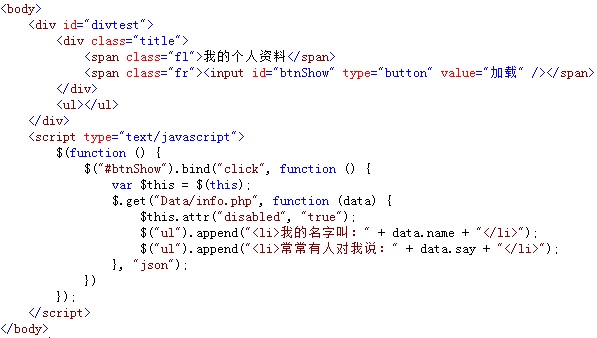 <body>
    <div id="divtest">
        <div class="title">
            <span class="fl">我的个人资料</span>
            <span class="fr"><input id="btnShow" type="button" value="加载" /></span>
        </div>
        <ul></ul>
    </div>
    <script type="text/javascript">
        $(function () {
            $("#btnShow").bind("click", function () {
                var $this = $(this);
                $.get("Data/info.php", function (data) {
                    $this.attr("disabled", "true");
                    $("ul").append("<li>我的名字叫：" + data.name + "</li>");
                    $("ul").append("<li>常常有人对我说：" + data.say + "</li>");
                }, "json");
            })
        });
    </script>
</body>